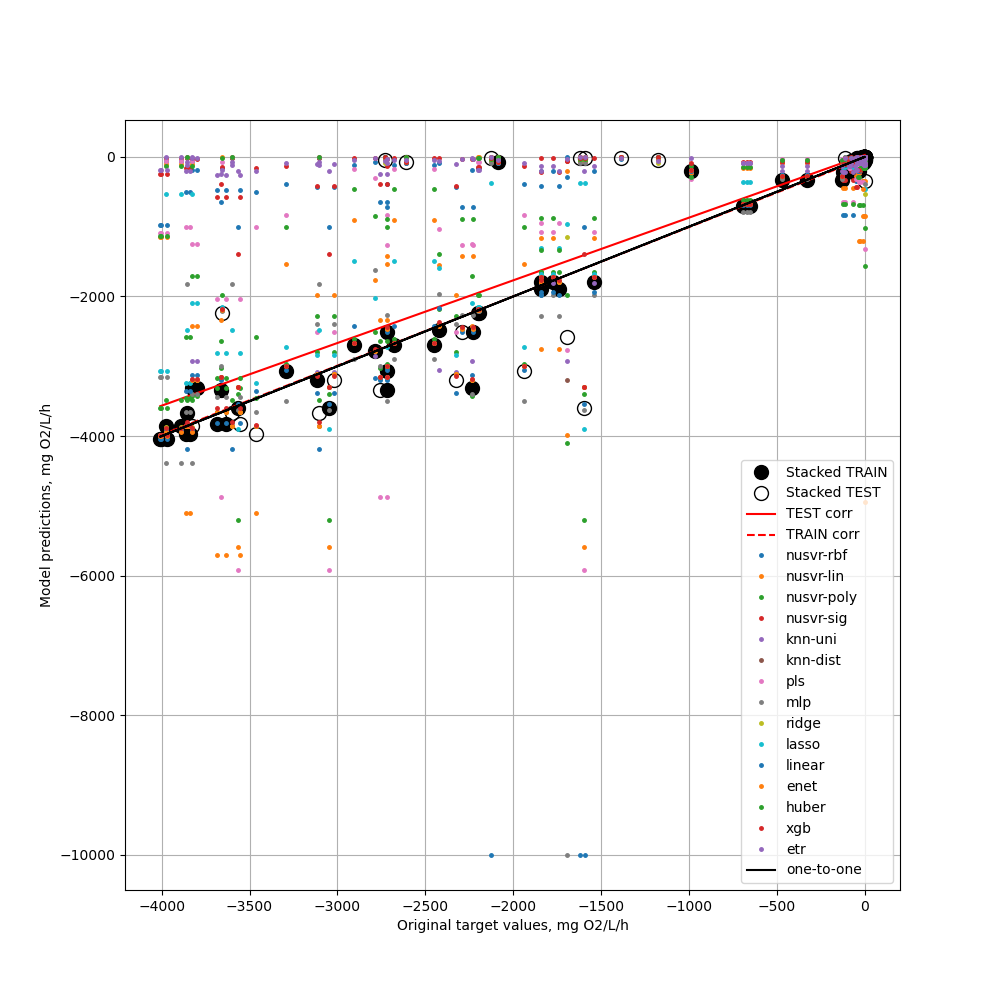 0
−2000
−4000
−6000
−8000
−10000
Model predictions, mg O2/L/h
Stacked TRAIN
Stacked TEST
TEST corr
TRAIN corr
nusvr-rbf
nusvr-lin
nusvr-poly
nusvr-sig
knn-uni
knn-dist
pls
mlp
ridge
lasso
linear
enet
huber
xgb
etr
one-to-one
−4000 −3500 −3000 −2500 −2000 −1500 −1000 −500 0
Original target values, mg O2/L/h